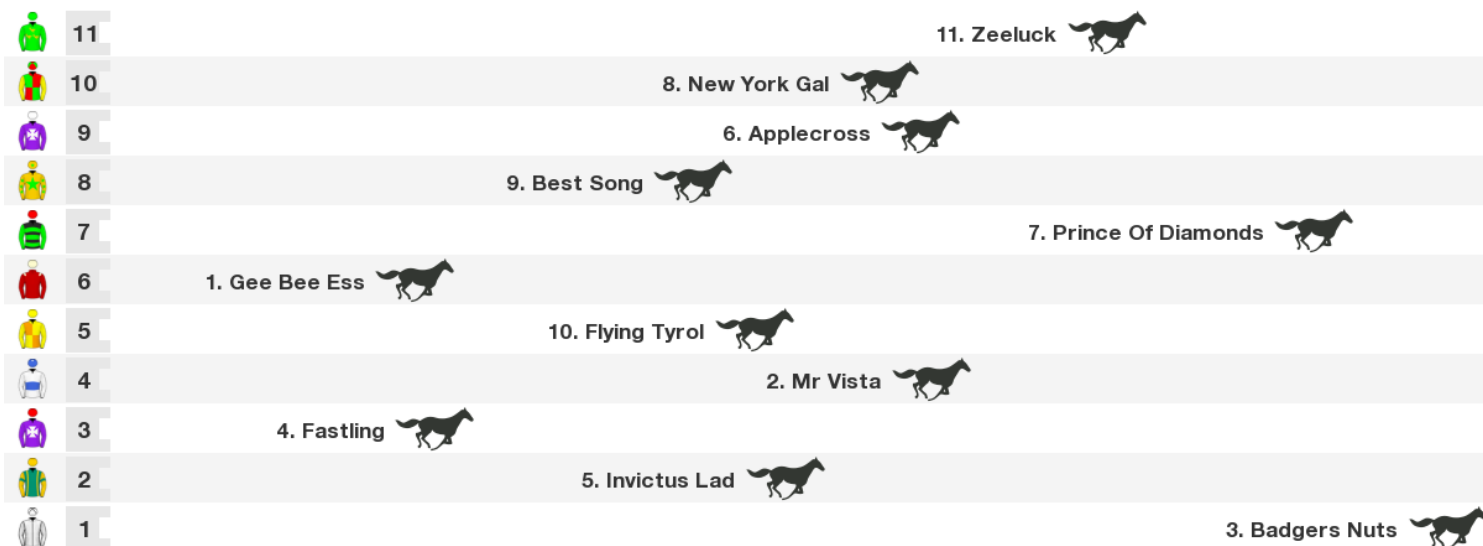 11 11. Zeeluck
10 8. New York Gal
9 6. Applecross
8 9. Best Song
7 7. Prince Of Diamonds
6 1. Gee Bee Ess
5 10. Flying Tyrol
4 2. Mr Vista
3 4. Fastling
2 5. Invictus Lad
1 3. Badgers Nuts